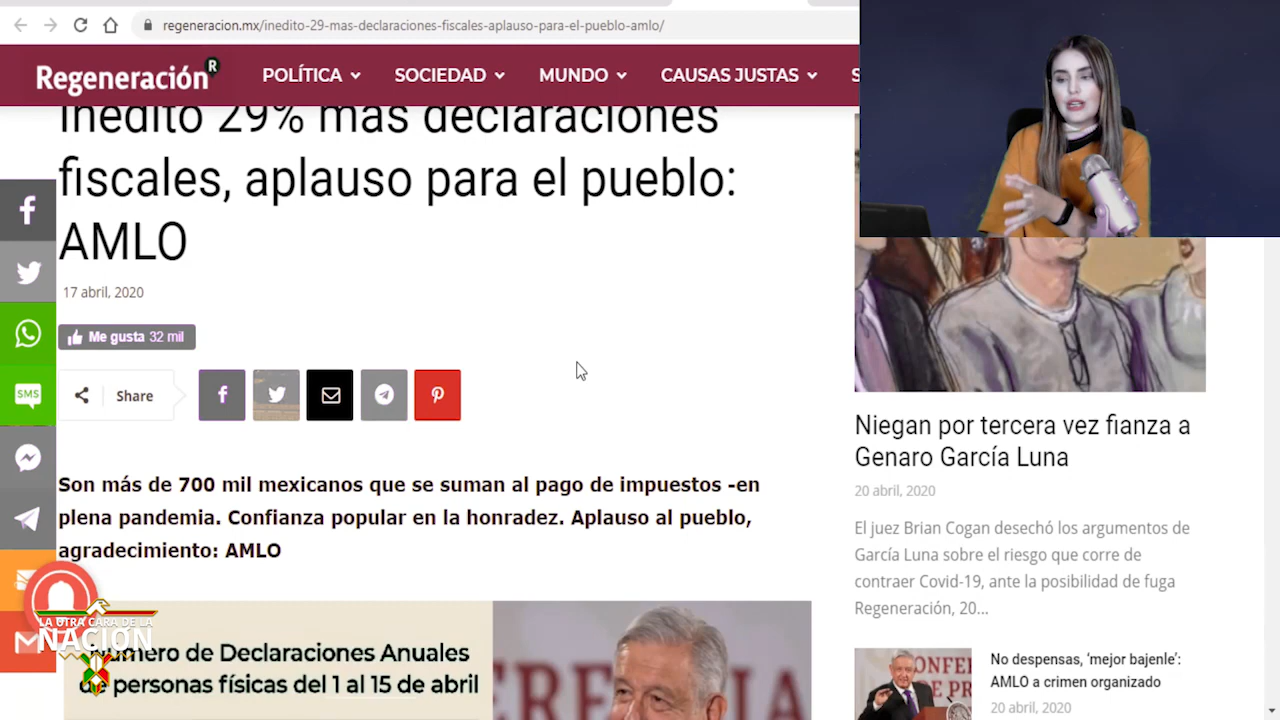 regeneracion.mx/inedito-29-mas-declaraciones-fiscales-aplauso-para-el-pueblo-amlo/
Regeneración R
POLÍTICA
SOCIEDAD
MUNDO
CAUSAS JUSTAS
S
Inédito 29% más declaraciones
fiscales, aplauso para el pueblo:
AMLO
17 abril, 2020
Me gusta 32 mil
Share
SMS
Son más de 700 mil mexicanos que se suman al pago de impuestos -en
plena pandemia. Confianza popular en la honradez. Aplauso al pueblo,
agradecimiento: AMLO
Número de Declaraciones Anuales
de personas físicas del 1 al 15 de abril
LA OTRA CARA DE LA
NACIÓN
Niegan por tercera vez fianza a
Genaro García Luna
20 abril, 2020
El juez Brian Cogan desechó los argumentos de
García Luna sobre el riesgo que corre de
contraer Covid-19, ante la posibilidad de fuga
Regeneración, 20...
No despensas, ‘mejor bajenle’:
AMLO a crimen organizado
20 abril, 2020